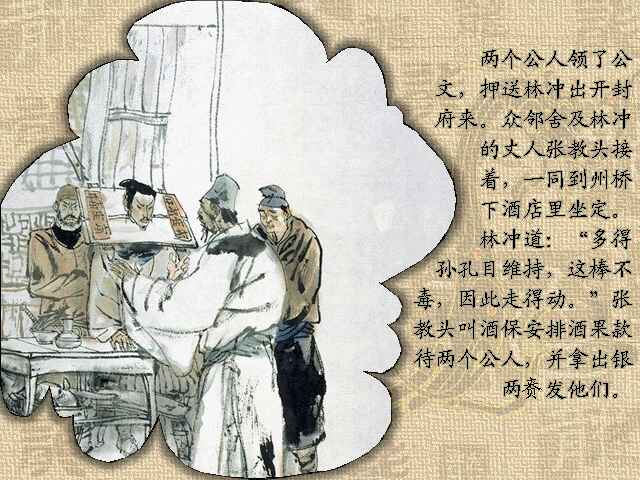 两个公人领了公
文，押送林冲出开封
府来。众邻舍及林冲
的丈人张教头接
着，一同到州桥
下酒店里坐定。
林冲道：“多得
孙孔目维持，这棒不
毒，因此走得动。”张
教头叫酒保安排酒果款
待两个公人，并拿出银
两赍发他们。